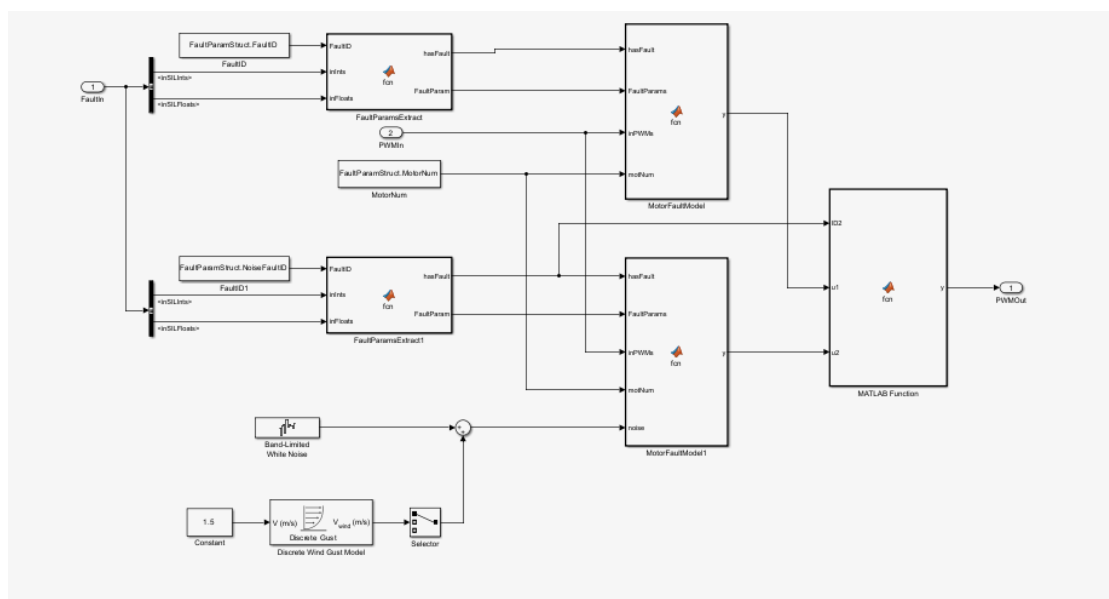 FaultParamStruct.FaultID
FaultID
1
FaultIn
<inSILInts>
<inSILFloats>
FaultID
inInts
inFloats
fcn
hasFault
FaultParam
FaultParamsExtract
2
PWMIn
FaultParamStruct.MotorNum
MotorNum
hasFault
FaultParams
inPWMs
motNum
fcn
y
MotorFaultModel
FaultParamStruct.NoiseFaultID
FaultID1
<inSILInts>
<inSILFloats>
FaultID
inInts
inFloats
fcn
hasFault
FaultParam
FaultParamsExtract1
hasFault
FaultParams
inPWMs
motNum
noise
fcn
y
MotorFaultModel1
ID2
u1
u2
fcn
y
MATLAB Function
1
PWMOut
Band-Limited
White Noise
1.5
Constant
V (m/s)
Vwind (m/s)
Discrete Gust
Discrete Wind Gust Model
Selector